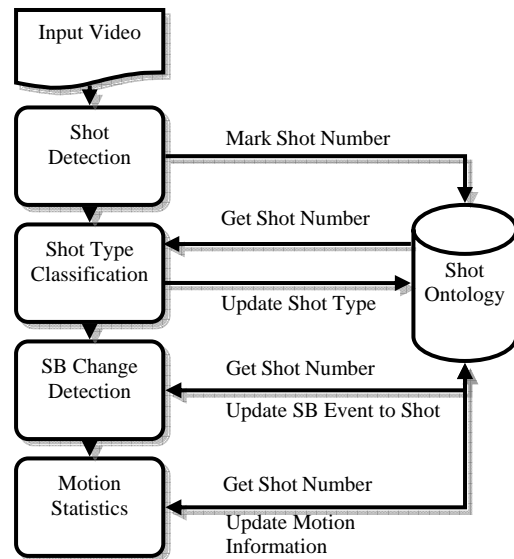 Input Video
Shot
Detection
Mark Shot Number
Get Shot Number
Shot Type
Classification
Shot
Ontology
Update Shot Type
SB Change
Detection
Get Shot Number
Update SB Event to Shot
Motion
Statistics
Get Shot Number
Update Motion
Information